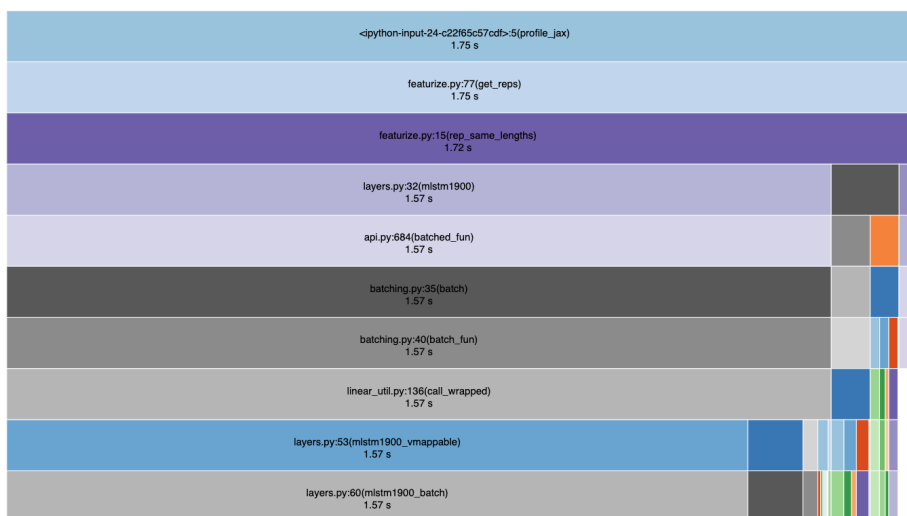 <ipython-input-24-c22f65c57cdf>:5(profile_jax)
1.75 s
featurize.py:77(get_reps)
1.75 s
featurize.py:15(rep_same_lengths)
1.72 s
layers.py:32(mlstm1900)
1.57 s
api.py:684(batched_fun)
1.57 s
batching.py:35(batch)
1.57 s
batching.py:40(batch_fun)
1.57 s
linear_util.py:136(call_wrapped)
1.57 s
layers.py:53(mlstm1900_vmappable)
1.57 s
layers.py:60(mlstm1900_batch)
1.57 s